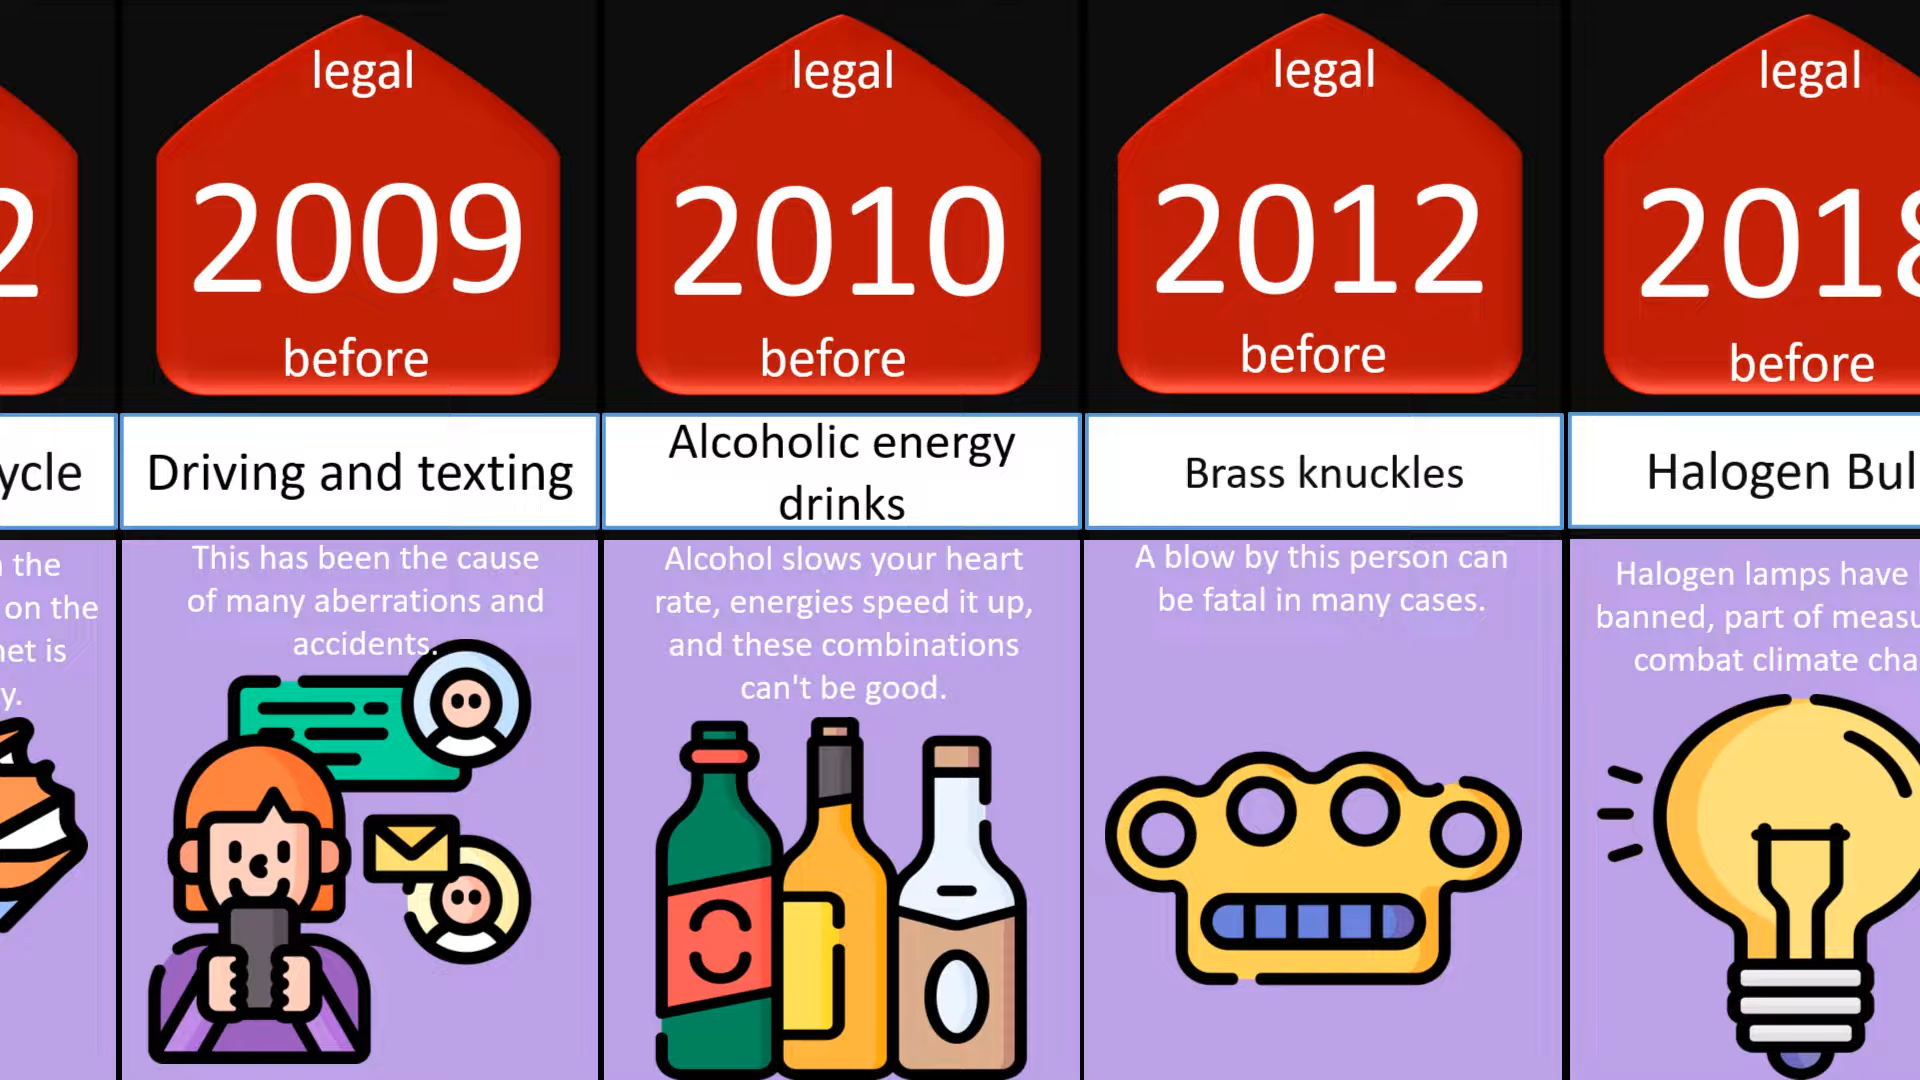 2
ycle
the
on the
net is
y.
legal
2009
before
Driving and texting
This has been the cause
of many aberrations and
accidents.
legal
2010
before
Alcoholic energy
drinks
Alcohol slows your heart
rate, energies speed it up,
and these combinations
can't be good.
legal
2012
before
Brass knuckles
A blow by this person can
be fatal in many cases.
legal
2018
before
Halogen Bul
Halogen lamps have
banned, part of measu
combat climate cha